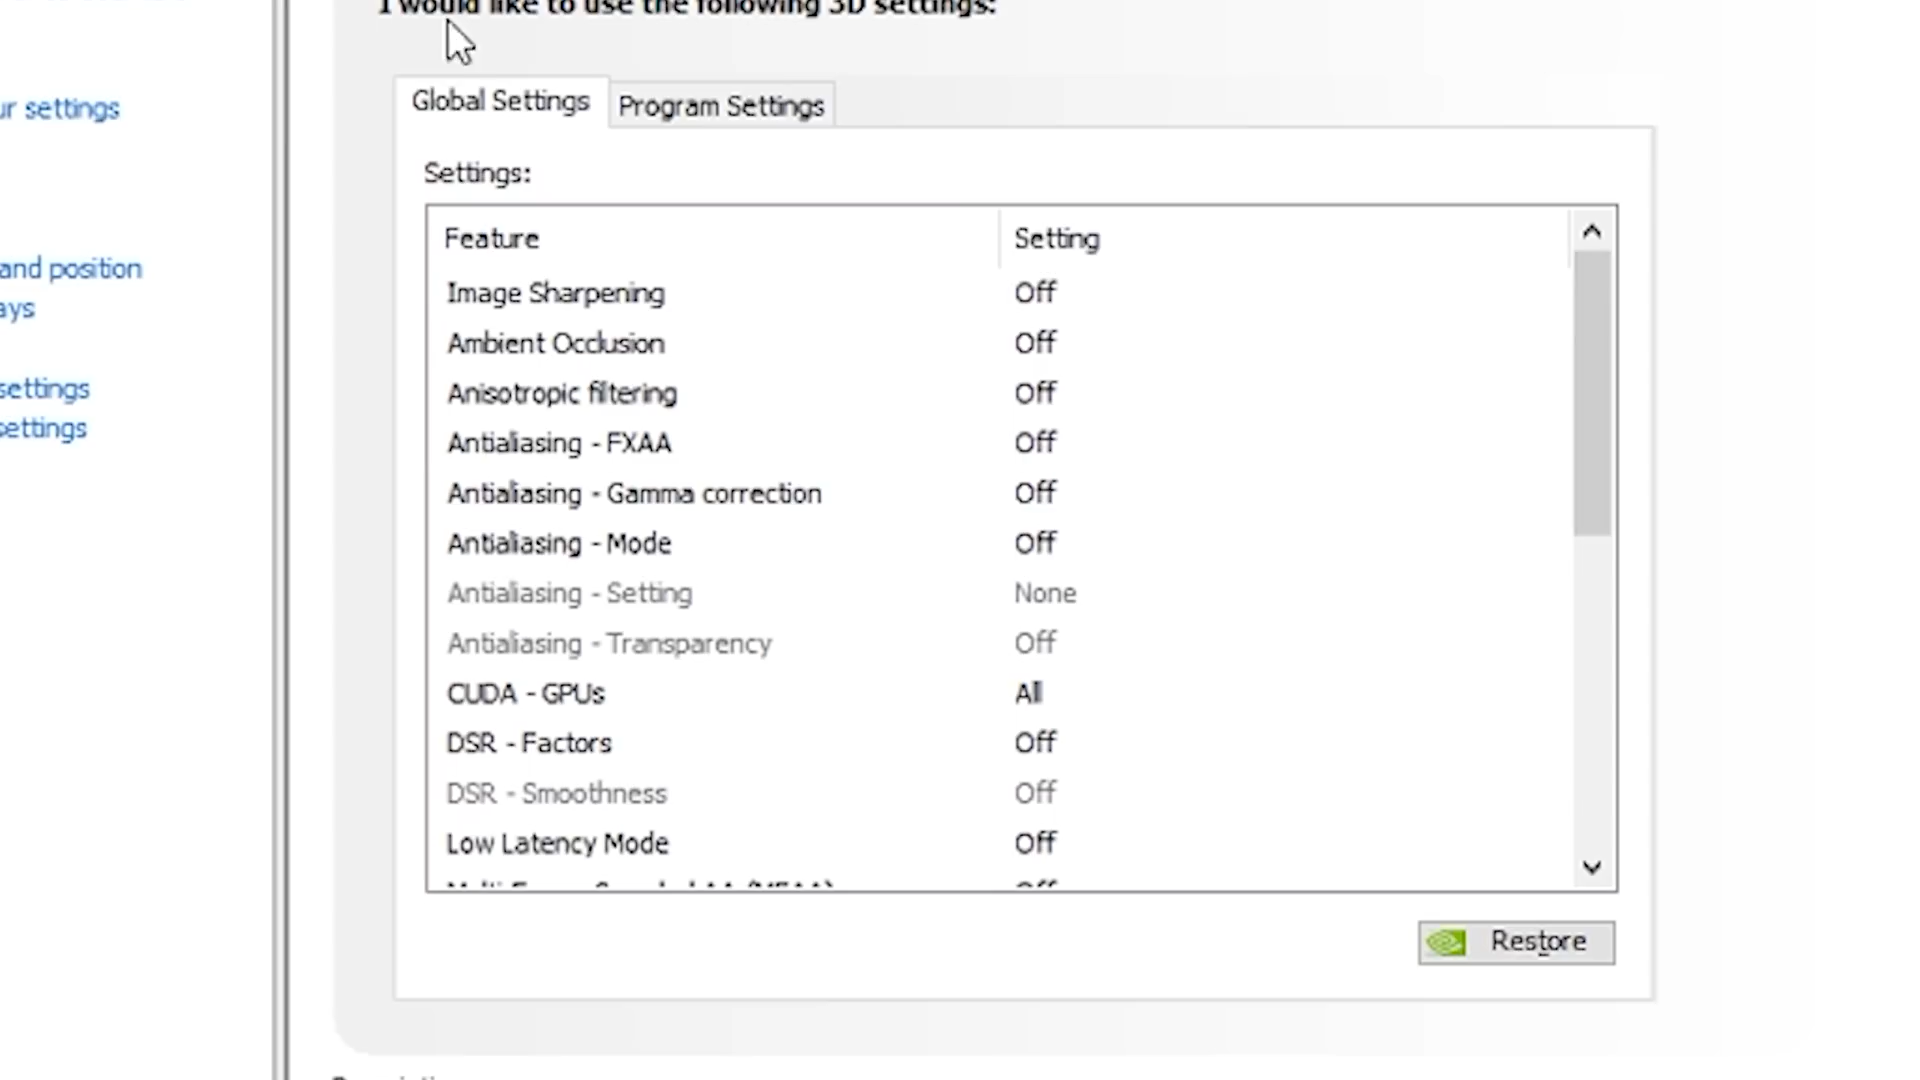 I would like to use the following 3D settings:
Global Settings
Program Settings
ur settings
Settings:
Feature Setting
Image Sharpening Off
and position
ays
Ambient Occlusion Off
settings
Anisotropic filtering Off
settings
Antialiasing - FXAA Off
Antialiasing - Gamma correction Off
Antialiasing - Mode Off
Antialiasing - Setting None
Antialiasing - Transparency Off
CUDA - GPUs All
DSR - Factors Off
DSR - Smoothness Off
Low Latency Mode Off
Restore